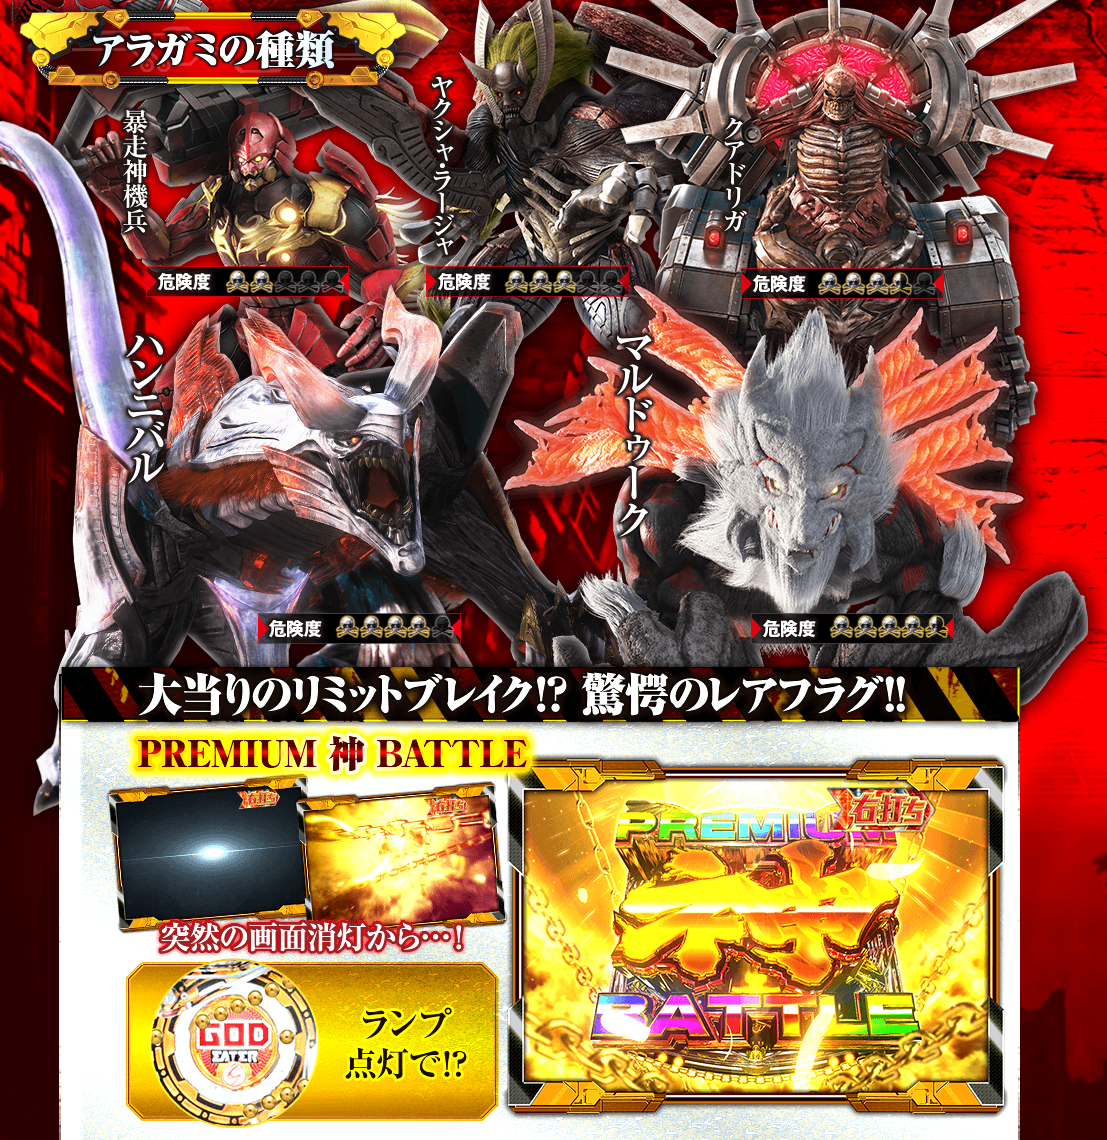 アラガミの種類
暴走神機兵
危険度
ヤクシャ・ラージャ
危険度
クアドリガ
危険度
ハンニバル
危険度
マルドゥーク
危険度
大当りのリミットブレイク!? 驚愕のレアフラグ!!
PREMIUM 神 BATTLE
右打ち
右打ち
突然の画面消灯から…!
GOD
EATER
ランプ
点灯で!?
右打ち
PREMIUM
神
BATTLE